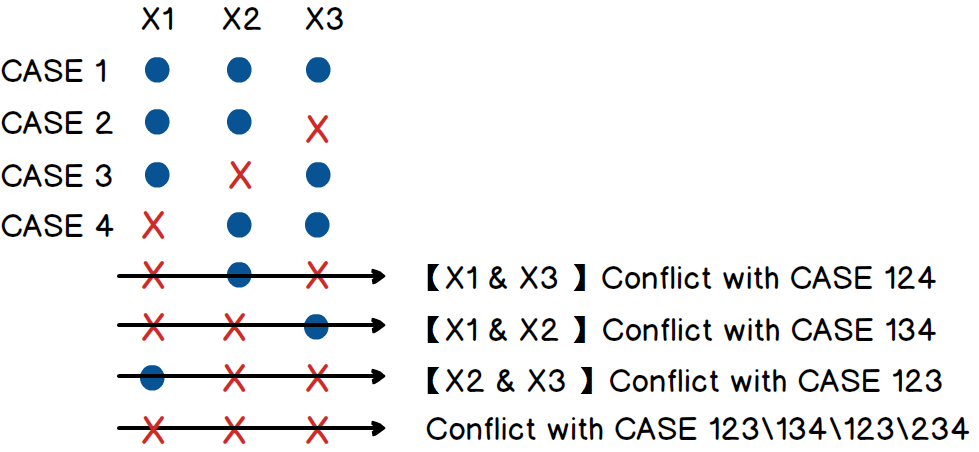 X1 X2 X3
CASE 1
CASE 2
CASE 3
CASE 4
【X1 & X3 】Conflict with CASE 124
【X1 & X2 】Conflict with CASE 134
【X2 & X3 】Conflict with CASE 123
Conflict with CASE 123\134\123\234